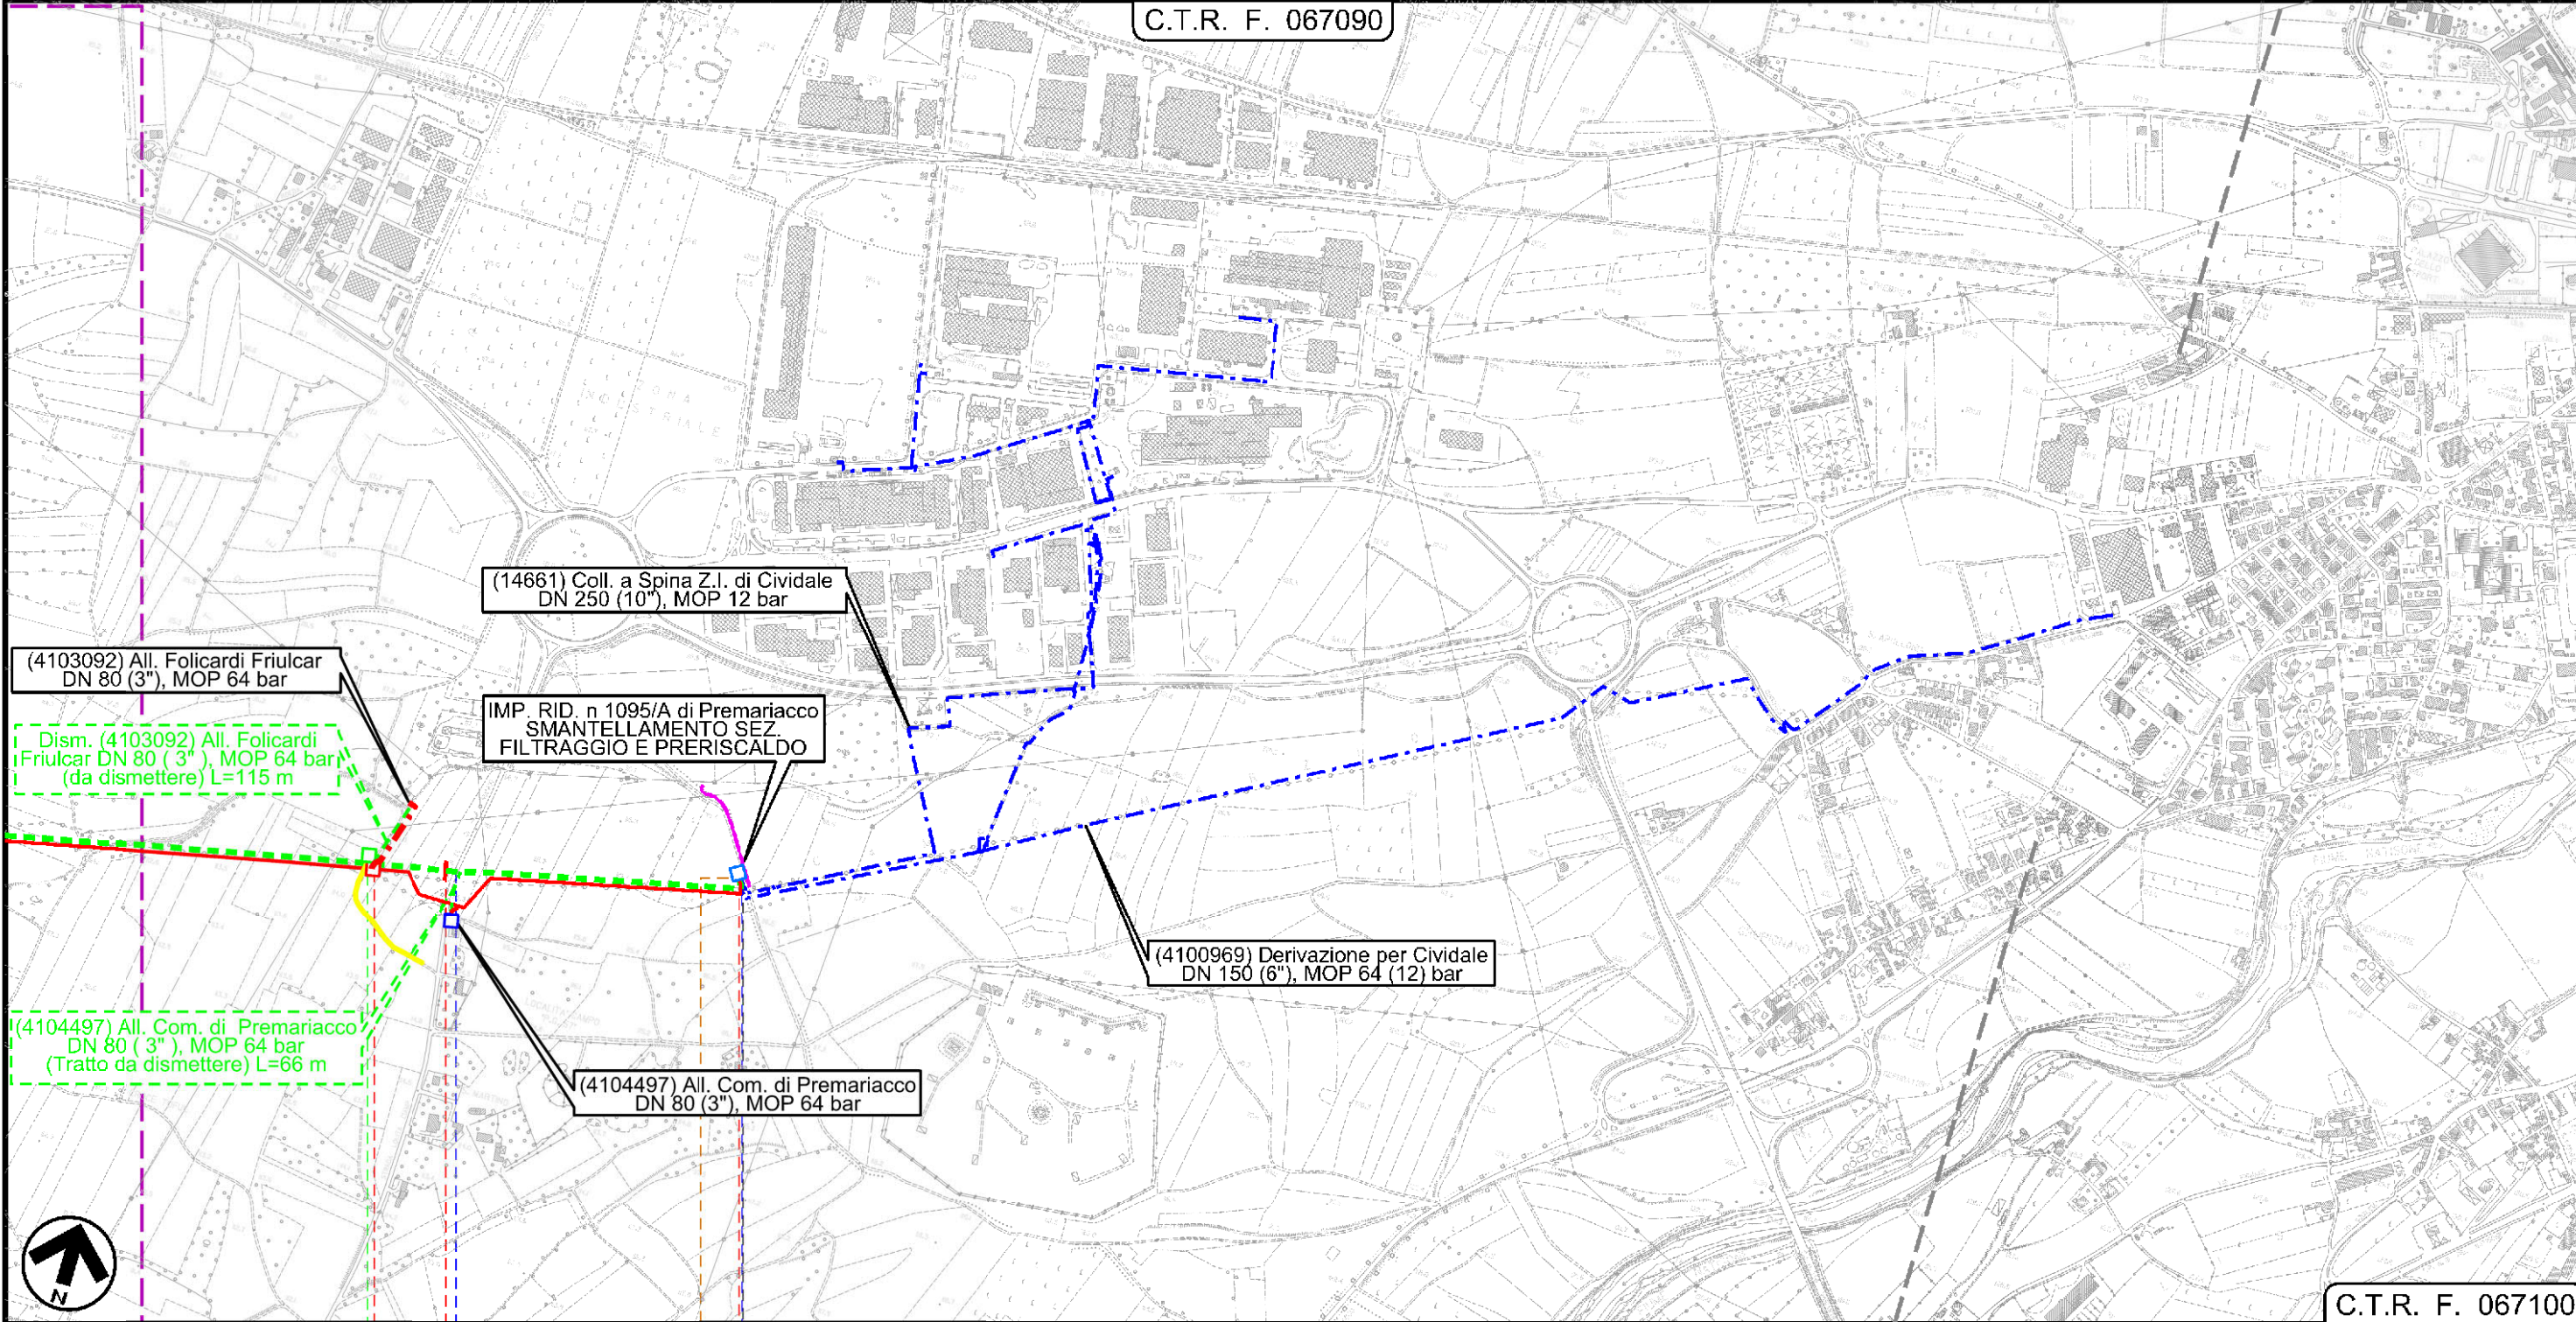 C.T.R. F. 067090
(14661) Coll. a Spina Z.I. di Cividale
DN 250 (10"), MOP 12 bar
(4103092) All. Folicardi Friulcar
DN 80 (3"), MOP 64 bar
IMP. RID. n 1095/A di Premariacco
SMANTELLAMENTO SEZ.
FILTRAGGIO E PRERISCALDO
Dism. (4103092) All. Folicardi
Friulcar DN 80 ( 3" ), MOP 64 bar
(da dismettere) L=115 m
(4100969) Derivazione per Cividale
DN 150 (6"), MOP 64 (12) bar
(4104497) All. Com. di Premariacco
DN 80 ( 3" ), MOP 64 bar
(Tratto da dismettere) L=66 m
(4104497) All. Com. di Premariacco
DN 80 (3"), MOP 64 bar
N
C.T.R. F. 067100